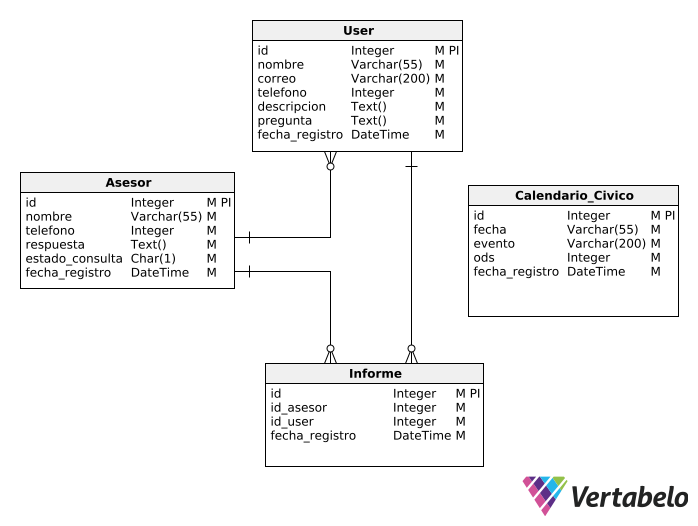 User
id Integer M PI
nombre Varchar(55) M
correo Varchar(200) M
telefono Integer M
descripcion Text() M
pregunta Text() M
fecha_registro DateTime M
Asesor
id Integer M PI
nombre Varchar(55) M
telefono Integer M
respuesta Text() M
estado_consulta Char(1) M
fecha_registro DateTime M
Calendario_Civico
id Integer M PI
fecha Varchar(55) M
evento Varchar(200) M
ods Integer M
fecha_registro DateTime M
Informe
id Integer M PI
id_asesor Integer M
id_user Integer M
fecha_registro DateTime M
Vertabelo